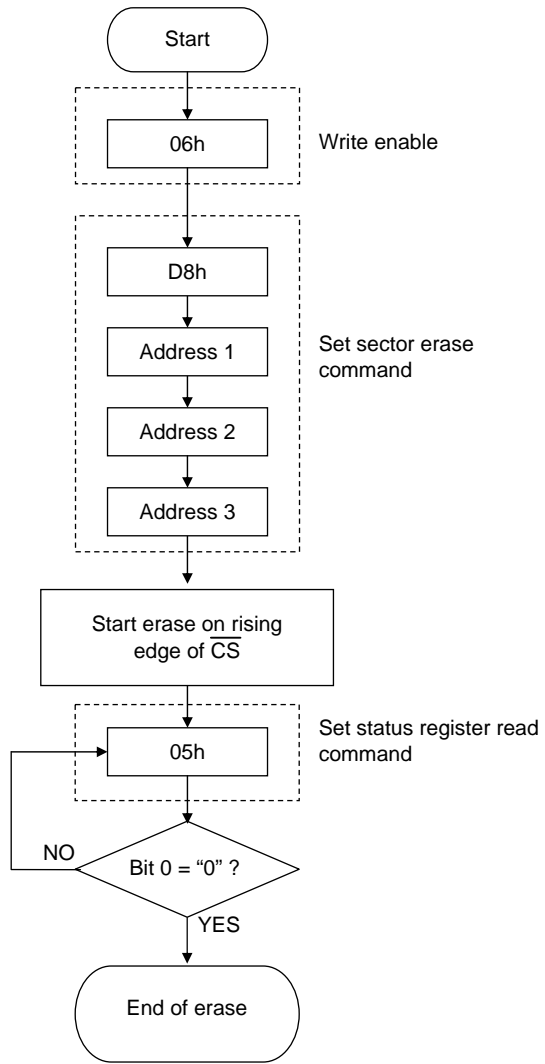 Start
06h
Write enable
D8h
Address 1
Set sector erase
command
Address 2
Address 3
Start erase on rising
edge of C̅S̅
Set status register read
command
05h
NO
Bit 0 = “0” ?
YES
End of erase